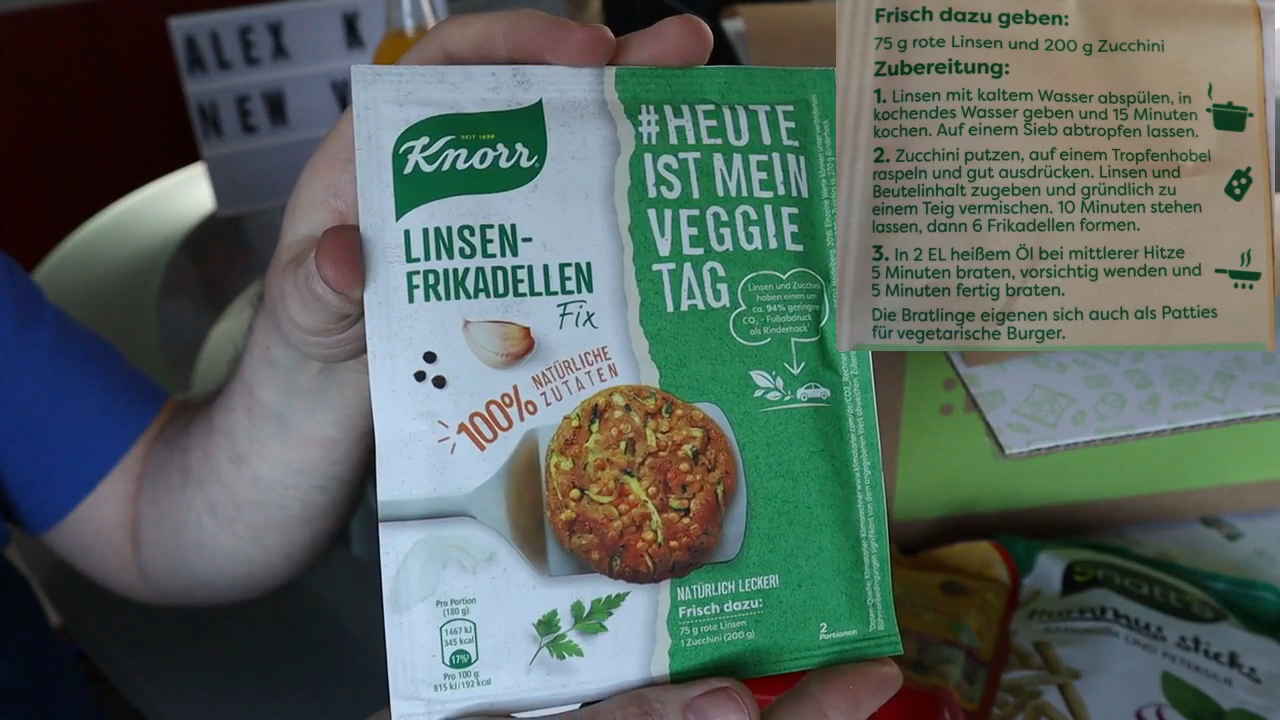 ALEX K
NEW Y
SEIT 1838
Knorr
LINSEN-
FRIKADELLEN
Fix
100% NATÜRLICHE
ZUTATEN
Pro Portion
(180 g):
1467 kJ
345 kcal
17%
Pro 100 g:
815 kJ/192 kcal
#HEUTE
IST MEIN
VEGGIE
TAG
Linsen und Zucchini
haben einen um
ca. 94% geringeren
CO₂-Fußabdruck
als Rinderhack
NATÜRLICH LECKER!
Frisch dazu:
75 g rote Linsen
1 Zucchini (200 g)
2
Portionen
Frisch dazu geben:
75 g rote Linsen und 200 g Zucchini
Zubereitung:
1. Linsen mit kaltem Wasser abspülen, in
kochendes Wasser geben und 15 Minuten
kochen. Auf einem Sieb abtropfen lassen.
2. Zucchini putzen, auf einem Tropfenhobel
raspeln und gut ausdrücken. Linsen und
Beutelinhalt zugeben und gründlich zu
einem Teig vermischen. 10 Minuten stehen
lassen, dann 6 Frikadellen formen.
3. In 2 EL heißem Öl bei mittlerer Hitze
5 Minuten braten, vorsichtig wenden und
5 Minuten fertig braten.
Die Bratlinge eigenen sich auch als Patties
für vegetarische Burger.
hummus sticks